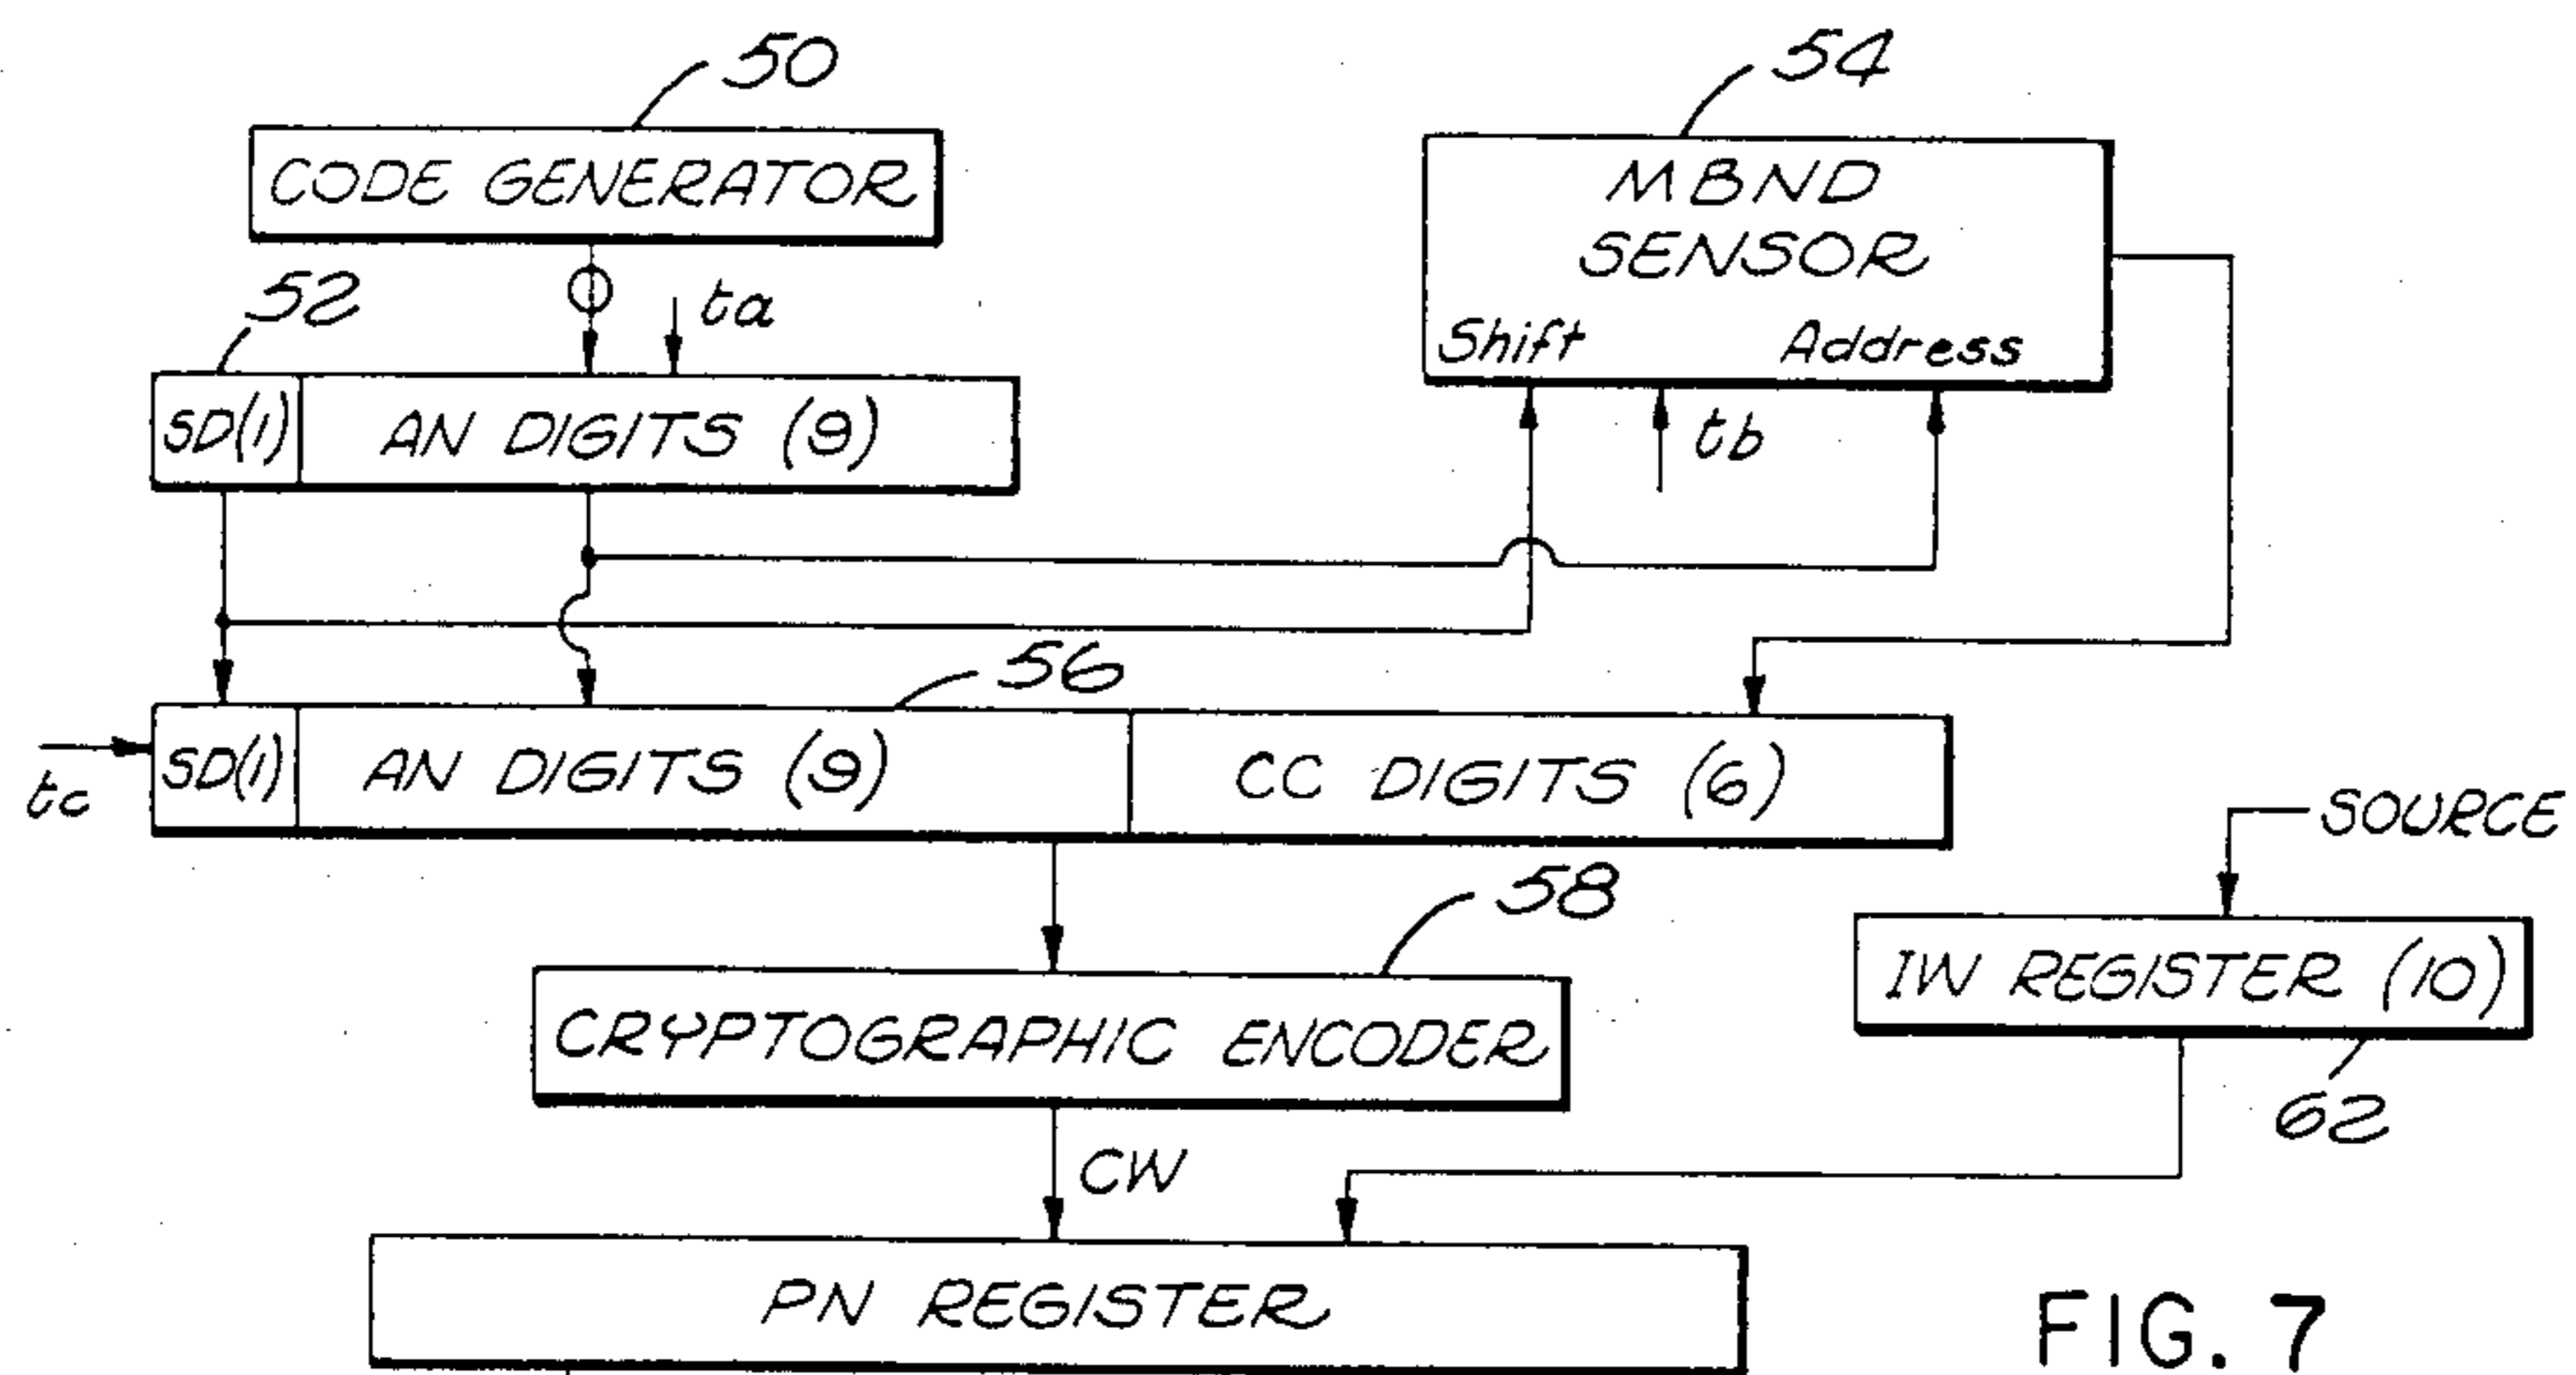 50
54
CODE GENERATOR
MBND
SENSOR
52
ta
Shift
Address
SD(1)
AN DIGITS (9)
tb
56
SD(1)
AN DIGITS (9)
CC DIGITS (6)
tc
SOURCE
58
IW REGISTER (10)
CRYPTOGRAPHIC ENCODER
62
CW
PN REGISTER
FIG. 7